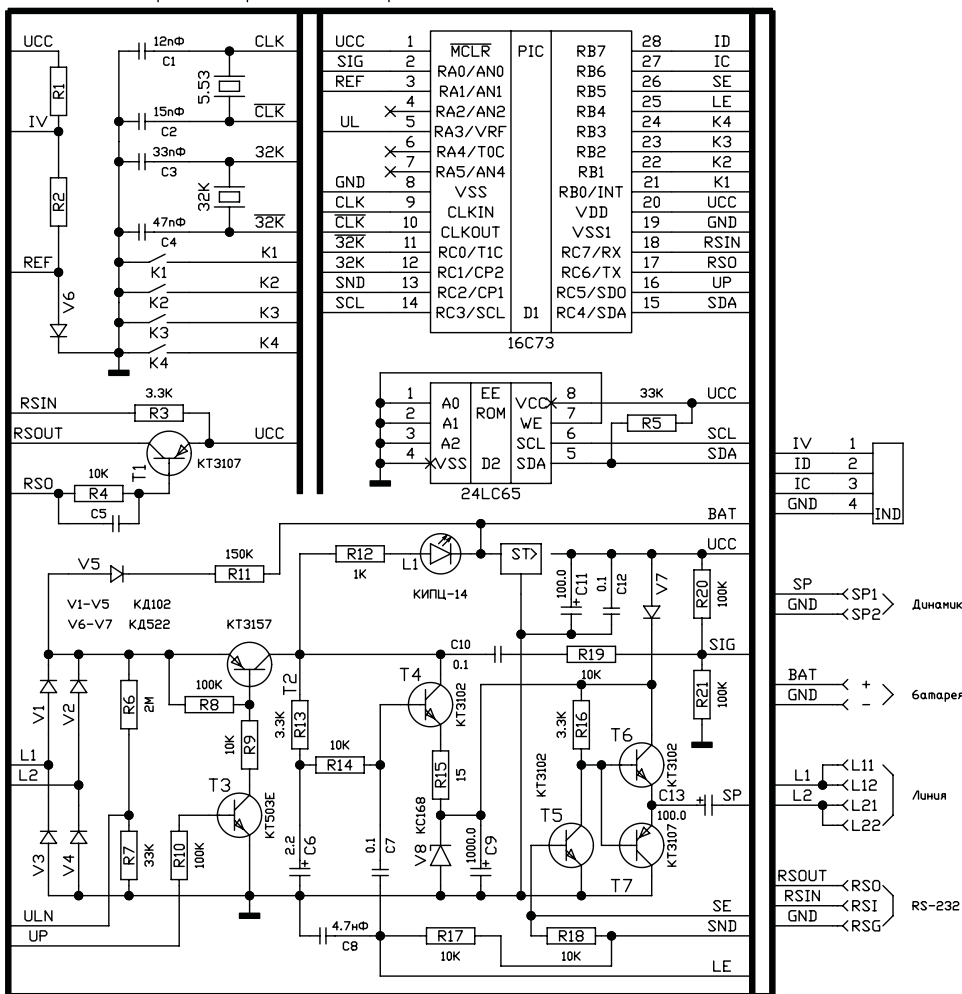 UCC
12пФ
CLK
C1
R1
5.53
15пФ
CLK
IV
C2
33пФ
32K
C3
R2
32K
47пФ
32K
C4
REF
K1
K1
V6
K2
K2
K3
K3
K4
K4
UCC 1 MCLR PIC RB7 28 ID
SIG 2 RA0/AN0 RB6 27 IC
REF 3 RA1/AN1 RB5 26 SE
4 RA2/AN2 RB4 25 LE
UL 5 RA3/VRF RB3 24 K4
6 RA4/T0C RB2 23 K3
7 RA5/AN4 RB1 22 K2
GND 8 VSS RB0/INT 21 K1
CLK 9 CLKIN VDD 20 UCC
CLK 10 CLKOUT VSS1 19 GND
32K 11 RC0/T1C RC7/RX 18 RSIN
32K 12 RC1/CP2 RC6/TX 17 RSO
SND 13 RC2/CP1 RC5/SDO 16 UP
SCL 14 RC3/SCL D1 RC4/SDA 15 SDA
16C73
RSIN
3.3K
R3
RSOUT
UCC
КТ3107
T1
RSO
10K
R4
C5
1 A0 EE ROM VCC 8
2 A1 WE 7
3 A2 SCL 6 SCL
4 VSS D2 SDA 5 SDA
24LC65
33K
UCC
R5
IV 1
ID 2
IC 3
GND 4
IND
BAT
UCC
V5
150K
R11
R12
1K
L1
КИПЦ-14
ST>
100.0
C11
0.1
C12
V7
R20
100K
V1-V5 КД102
V6-V7 КД522
КТ3157
C10
0.1
R19
10K
SIG
R21
100K
V1
V2
R6
2M
100K
R8
10K
R9
T2
3.3K
R13
T4
КТ3102
10K
R14
R15
15
3.3K
R16
T6
КТ3102
КТ3102
L1
L2
T3
КТ503Е
T5
C13
100.0
SP
КТ3107
T7
V3
V4
R7
33K
R10
100K
2.2
C6
0.1
C7
КС168
V8
1000.0
C9
ULN
UP
4.7нФ
C8
R17
10K
R18
10K
SE
SND
LE
SP SP1
GND SP2
Динамик
BAT +
GND -
батарея
L1 L11
L12
L2 L21
L22
Линия
RSOUT RSO
RSIN RSI
GND RSG
RS-232